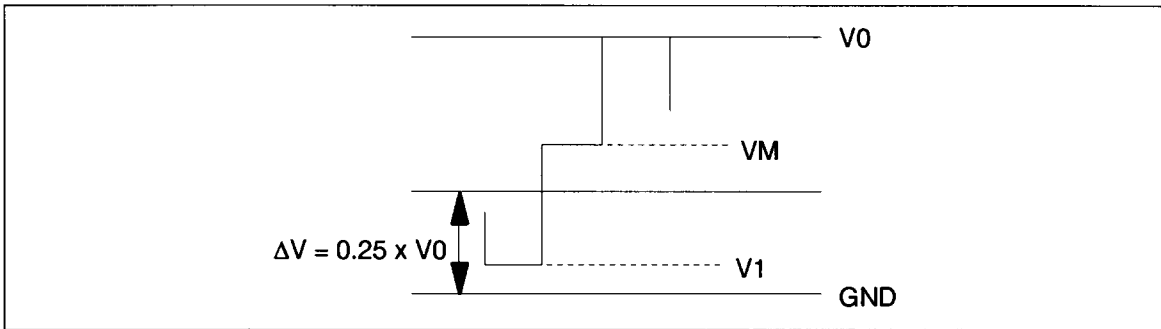 V0
VM
ΔV = 0.25 x V0
V1
GND